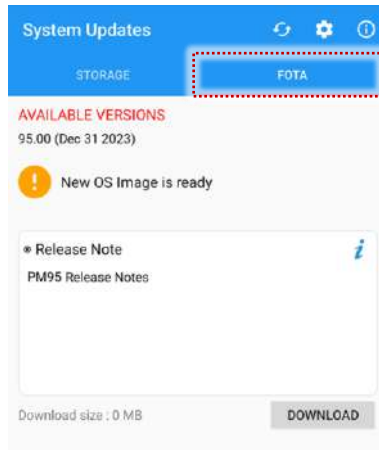 System Updates
STORAGE
FOTA
AVAILABLE VERSIONS
95.00 (Dec 31 2023)
New OS Image is ready
Release Note
PM95 Release Notes
Download size : 0 MB
DOWNLOAD